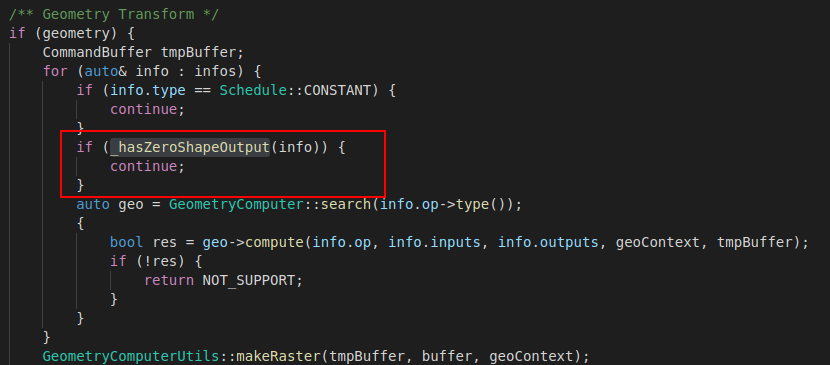 /** Geometry Transform */
if (geometry) {
    CommandBuffer tmpBuffer;
    for (auto& info : infos) {
        if (info.type == Schedule::CONSTANT) {
            continue;
        }
        if (_hasZeroShapeOutput(info)) {
            continue;
        }
        auto geo = GeometryComputer::search(info.op->type());
        {
            bool res = geo->compute(info.op, info.inputs, info.outputs, geoContext, tmpBuffer);
            if (!res) {
                return NOT_SUPPORT;
            }
        }
    }
    GeometryComputerUtils::makeRaster(tmpBuffer, buffer, geoContext);